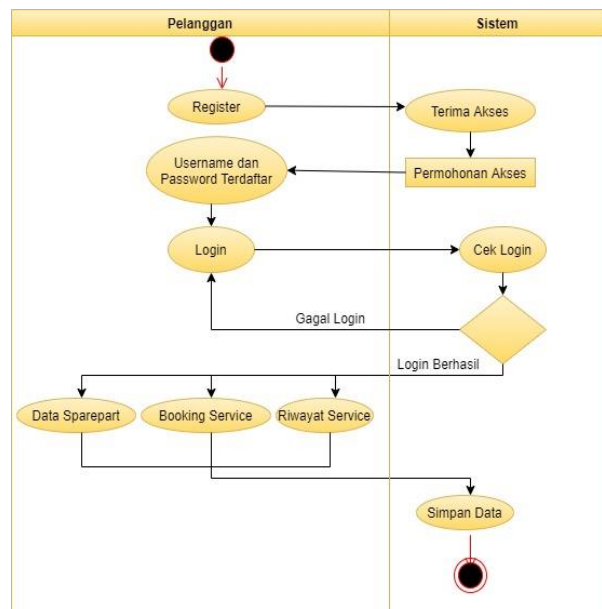 Pelanggan
Sistem
Register
Terima Akses
Username dan
Password Terdaftar
Permohonan Akses
Login
Cek Login
Gagal Login
Login Berhasil
Data Sparepart
Booking Service
Riwayat Service
Simpan Data